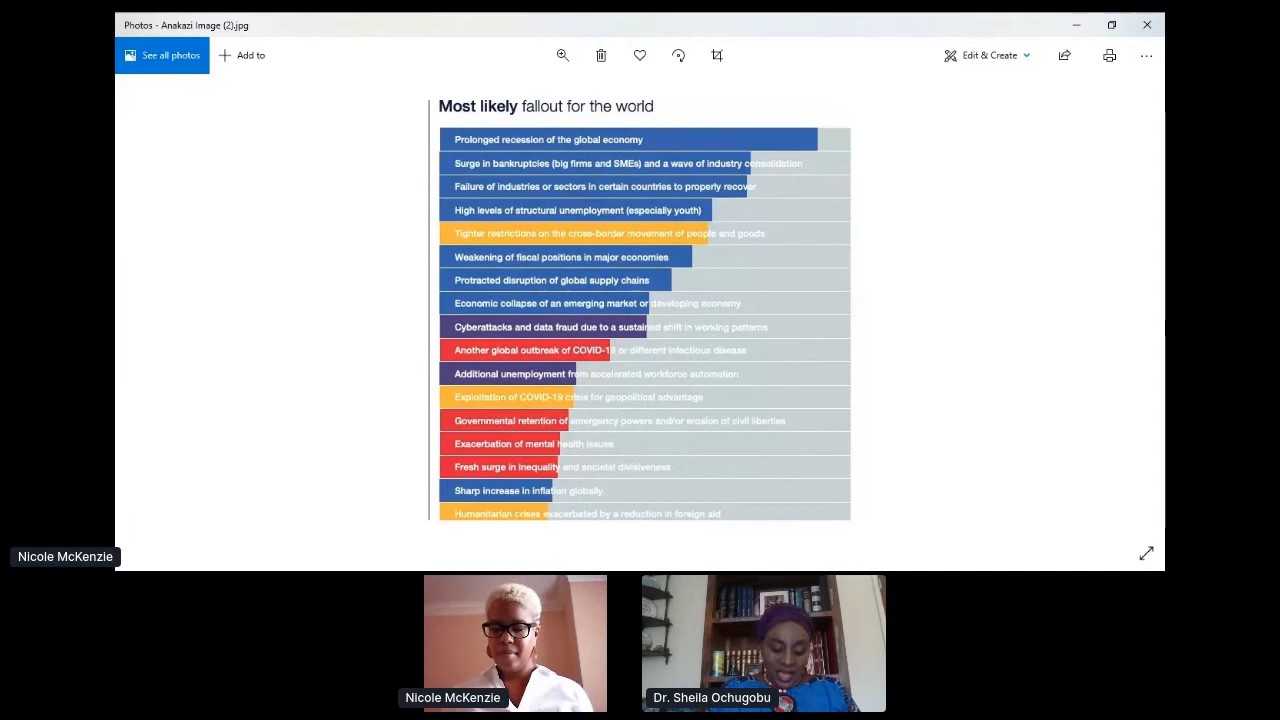 Photos - Anakazi Image (2).jpg
See all photos
Add to
Edit & Create
Most likely fallout for the world
Prolonged recession of the global economy
Surge in bankruptcies (big firms and SMEs) and a wave of industry consolidation
Failure of industries or sectors in certain countries to properly recover
High levels of structural unemployment (especially youth)
Tighter restrictions on the cross-border movement of people and goods
Weakening of fiscal positions in major economies
Protracted disruption of global supply chains
Economic collapse of an emerging market or developing economy
Cyberattacks and data fraud due to a sustained shift in working patterns
Another global outbreak of COVID-19 or different infectious disease
Additional unemployment from accelerated workforce automation
Exploitation of COVID-19 crisis for geopolitical advantage
Governmental retention of emergency powers and/or erosion of civil liberties
Exacerbation of mental health issues
Fresh surge in inequality and societal divisiveness
Sharp increase in inflation globally
Humanitarian crises exacerbated by a reduction in foreign aid
Nicole McKenzie
Nicole McKenzie
Dr. Sheila Ochugobu